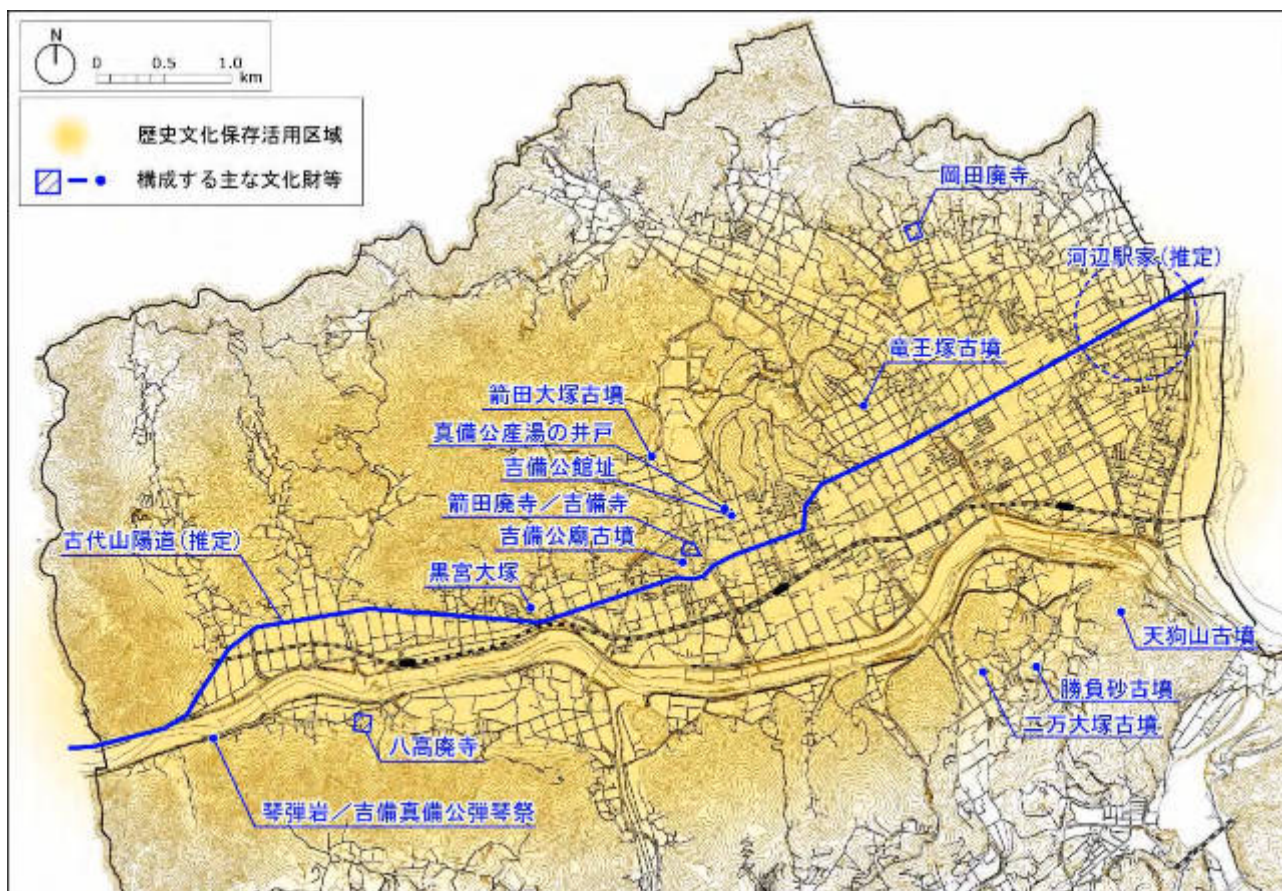 N
0 0.5 1.0
km
歴史文化保存活用区域
構成する主な文化財等
岡田廃寺
河辺駅家(推定)
竜王塚古墳
箭田大塚古墳
真備公産湯の井戸
吉備公館址
箭田廃寺／吉備寺
吉備公廟古墳
古代山陽道(推定)
黒宮大塚
天狗山古墳
勝負砂古墳
二万大塚古墳
八高廃寺
琴弾岩／吉備真備公弾琴祭